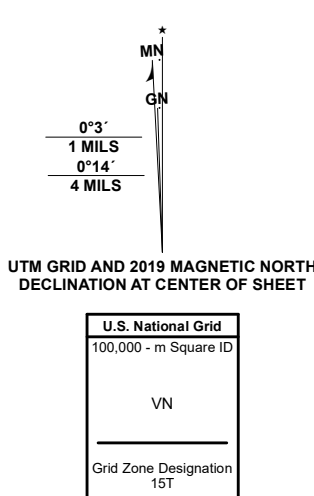 MN
GN
0°3´
1 MILS
0°14´
4 MILS
UTM GRID AND 2019 MAGNETIC NORTH
DECLINATION AT CENTER OF SHEET
U.S. National Grid
100,000 - m Square ID
VN
Grid Zone Designation
15T